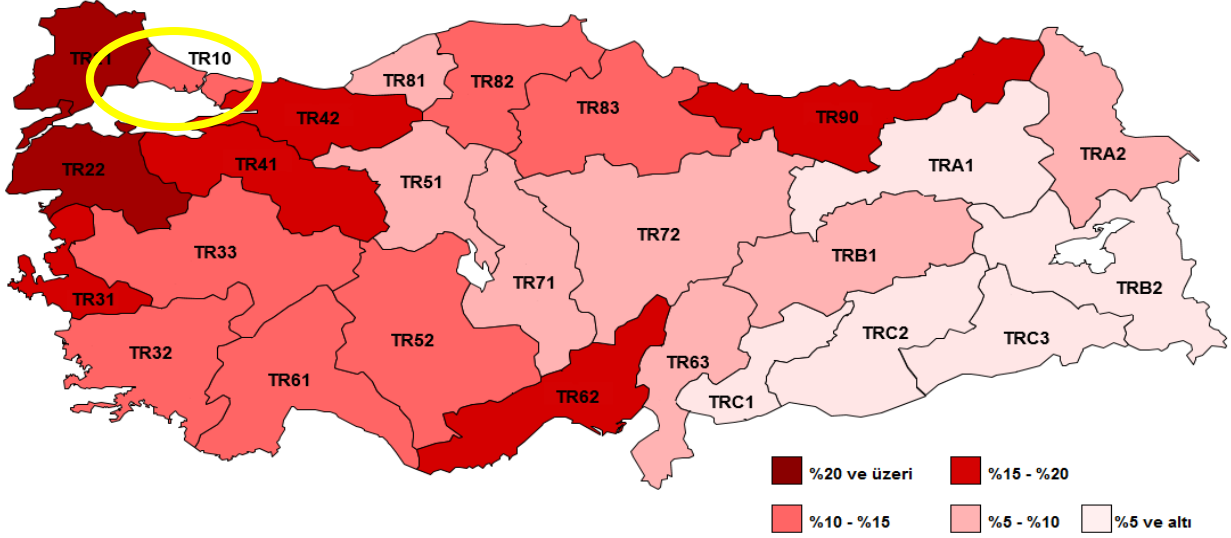 TR21
TR10
TR81
TR82
TR83
TR42
TR90
TRA1
TRA2
TR22
TR41
TR51
TR72
TR33
TRB1
TR71
TRB2
TR31
TR32
TR52
TRC2
TRC3
TR61
TR63
TR62
TRC1
%20 ve üzeri
%15 - %20
%10 - %15
%5 - %10
%5 ve altı